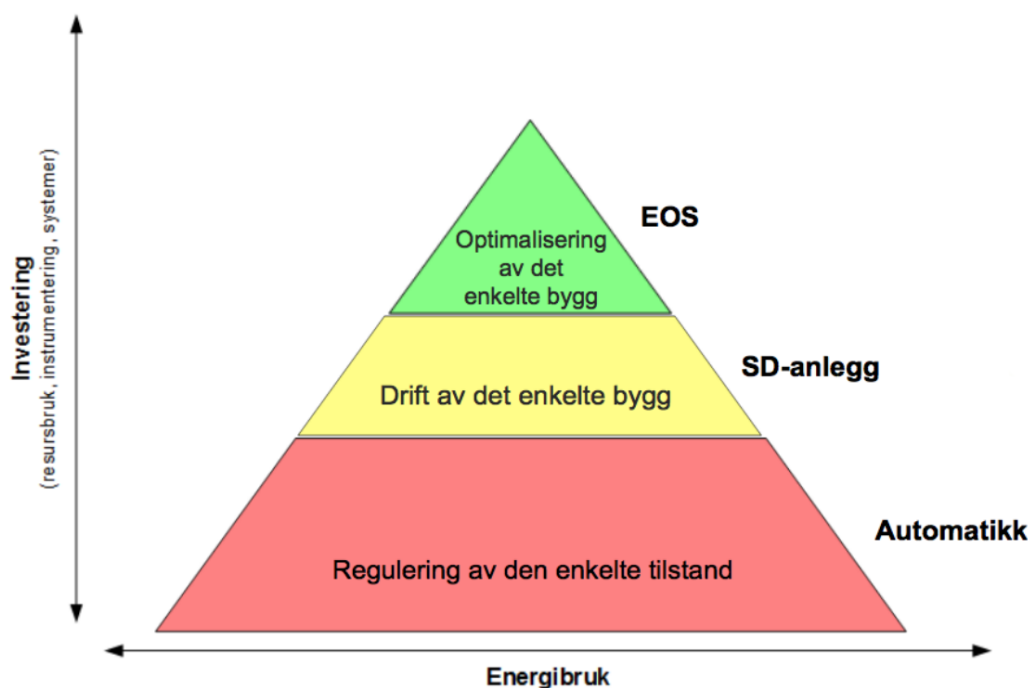 Investering
(resursbruk, instrumentering, systemer)
EOS
Optimalisering
av det
enkelte bygg
SD-anlegg
Drift av det enkelte bygg
Automatikk
Regulering av den enkelte tilstand
Energibruk